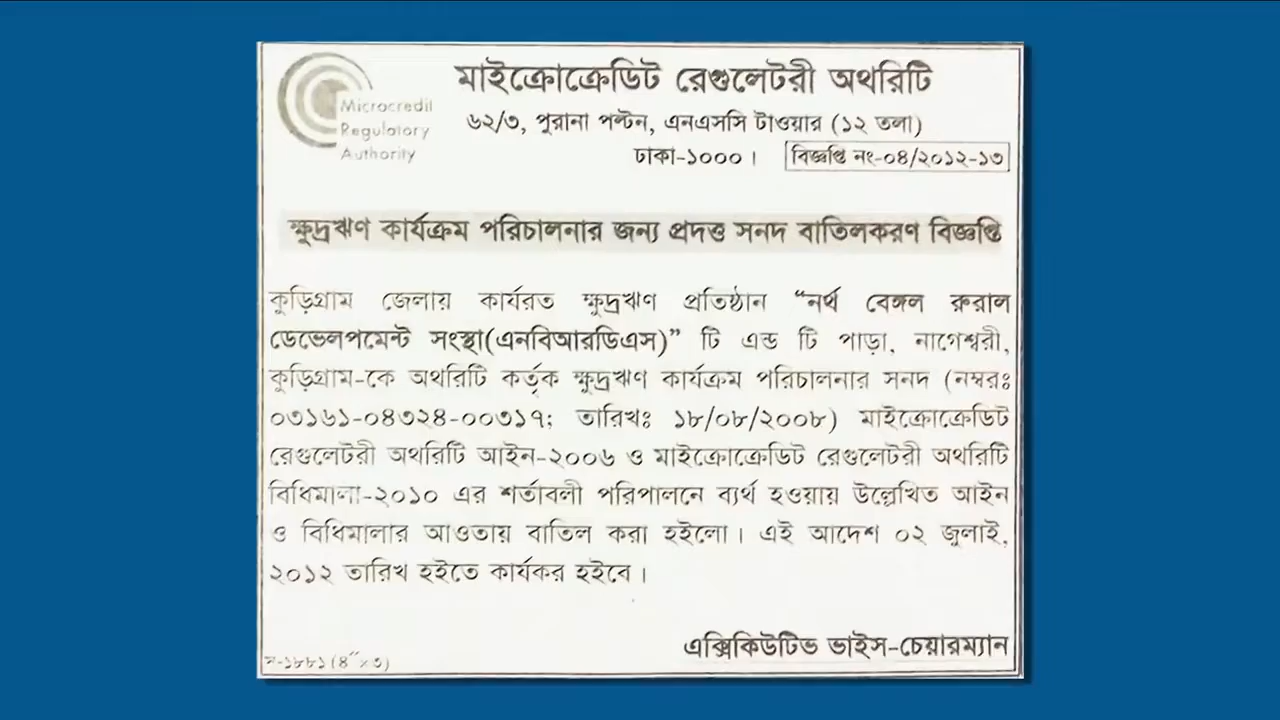 মাইক্রোক্রেডিট রেগুলেটরী অথরিটি
Microcredit
Regulatory
Authority
৬২/৩, পুরানা পল্টন, এনএসসি টাওয়ার (১২ তলা)
ঢাকা-১০০০।
বিজ্ঞপ্তি নং-০৪/২০১২-১৩
ক্ষুদ্রঋণ কার্যক্রম পরিচালনার জন্য প্রদত্ত সনদ বাতিলকরণ বিজ্ঞপ্তি
কুড়িগ্রাম জেলায় কার্যরত ক্ষুদ্রঋণ প্রতিষ্ঠান “নর্থ বেঙ্গল রুরাল
ডেভেলপমেন্ট সংস্থা(এনবিআরডিএস)” টি এন্ড টি পাড়া, নাগেশ্বরী,
কুড়িগ্রাম-কে অথরিটি কর্তৃক ক্ষুদ্রঋণ কার্যক্রম পরিচালনার সনদ (নম্বরঃ
০৩১৬১-০৪৩২৪-০০৩১৭; তারিখঃ ১৮/০৮/২০০৮) মাইক্রোক্রেডিট
রেগুলেটরী অথরিটি আইন-২০০৬ ও মাইক্রোক্রেডিট রেগুলেটরী অথরিটি
বিধিমালা-২০১০ এর শর্তাবলী পরিপালনে ব্যর্থ হওয়ায় উল্লেখিত আইন
ও বিধিমালার আওতায় বাতিল করা হইলো। এই আদেশ ০২ জুলাই,
২০১২ তারিখ হইতে কার্যকর হইবে।
এক্সিকিউটিভ ভাইস-চেয়ারম্যান
-১৮৮১ (৪″×৩)